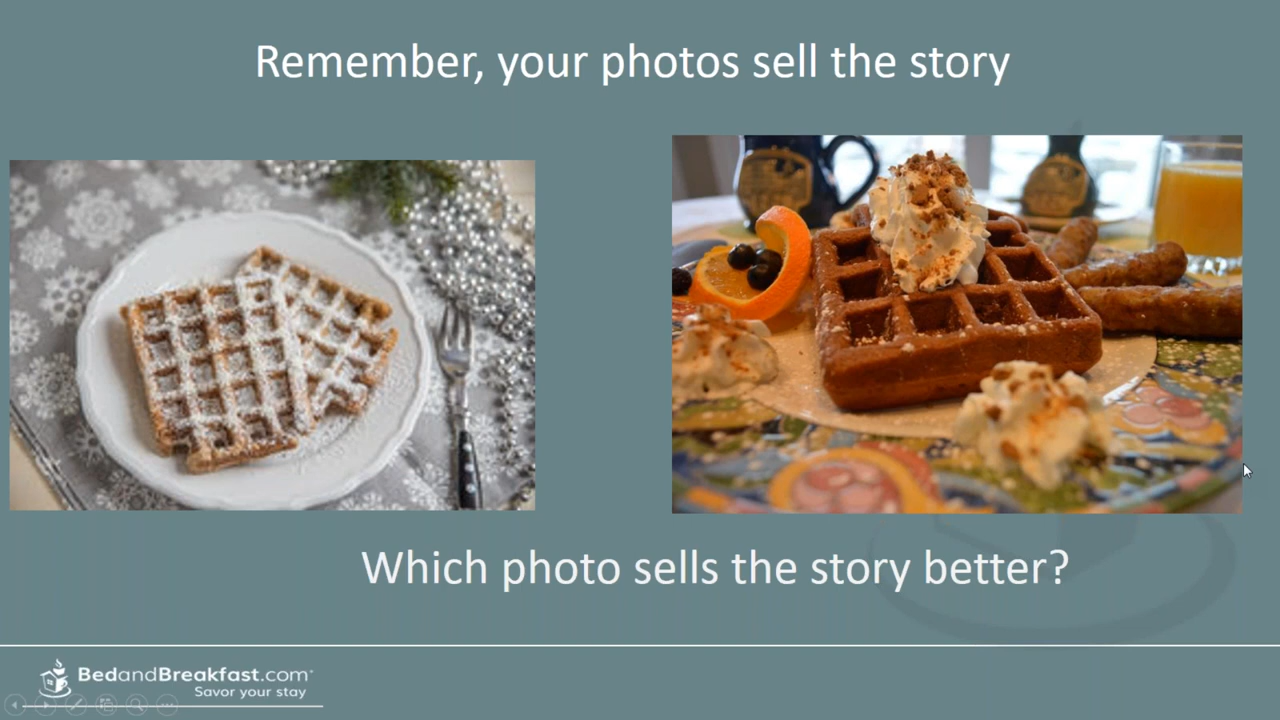 Remember, your photos sell the story
Which photo sells the story better?
BedandBreakfast.com
Savor your stay